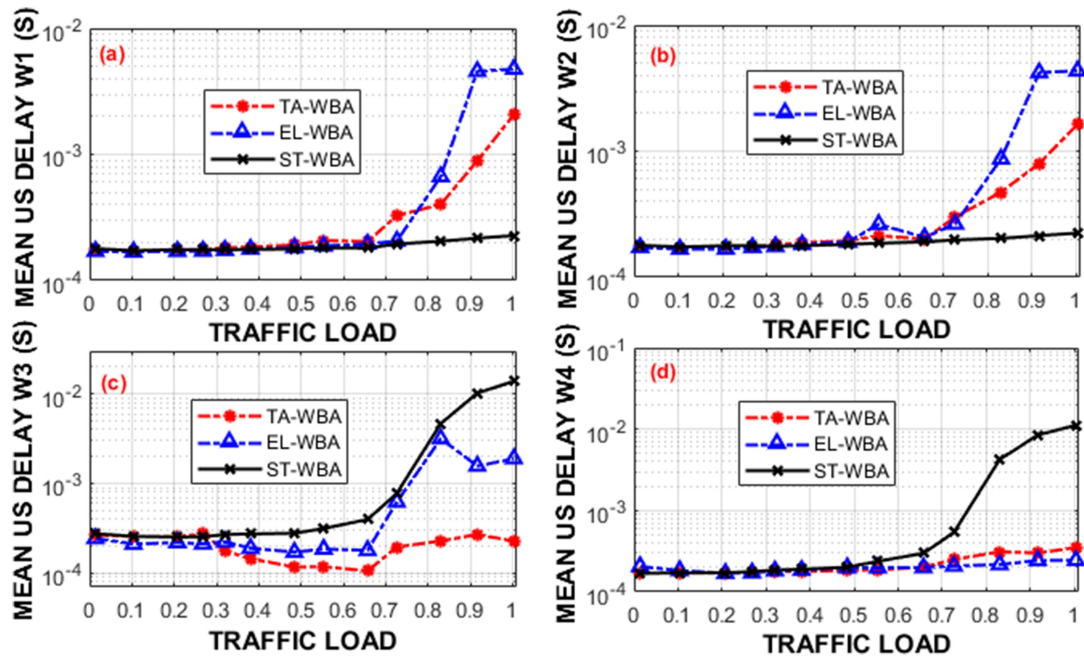 MEAN US DELAY W1 (S)
10^-2
10^-3
10^-4
(a)
TA-WBA
EL-WBA
ST-WBA
0 0.1 0.2 0.3 0.4 0.5 0.6 0.7 0.8 0.9 1
TRAFFIC LOAD
MEAN US DELAY W2 (S)
10^-2
10^-3
10^-4
(b)
TA-WBA
EL-WBA
ST-WBA
0 0.1 0.2 0.3 0.4 0.5 0.6 0.7 0.8 0.9 1
TRAFFIC LOAD
MEAN US DELAY W3 (S)
10^-2
10^-3
10^-4
(c)
TA-WBA
EL-WBA
ST-WBA
0 0.1 0.2 0.3 0.4 0.5 0.6 0.7 0.8 0.9 1
TRAFFIC LOAD
MEAN US DELAY W4 (S)
10^-1
10^-2
10^-3
10^-4
(d)
TA-WBA
EL-WBA
ST-WBA
0 0.1 0.2 0.3 0.4 0.5 0.6 0.7 0.8 0.9 1
TRAFFIC LOAD